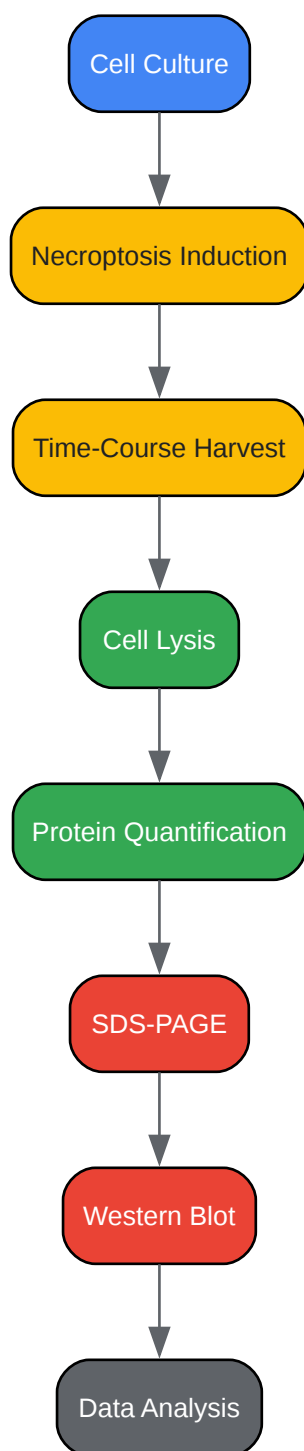 Cell Culture
Necroptosis Induction
Time-Course Harvest
Cell Lysis
Protein Quantification
SDS-PAGE
Western Blot
Data Analysis